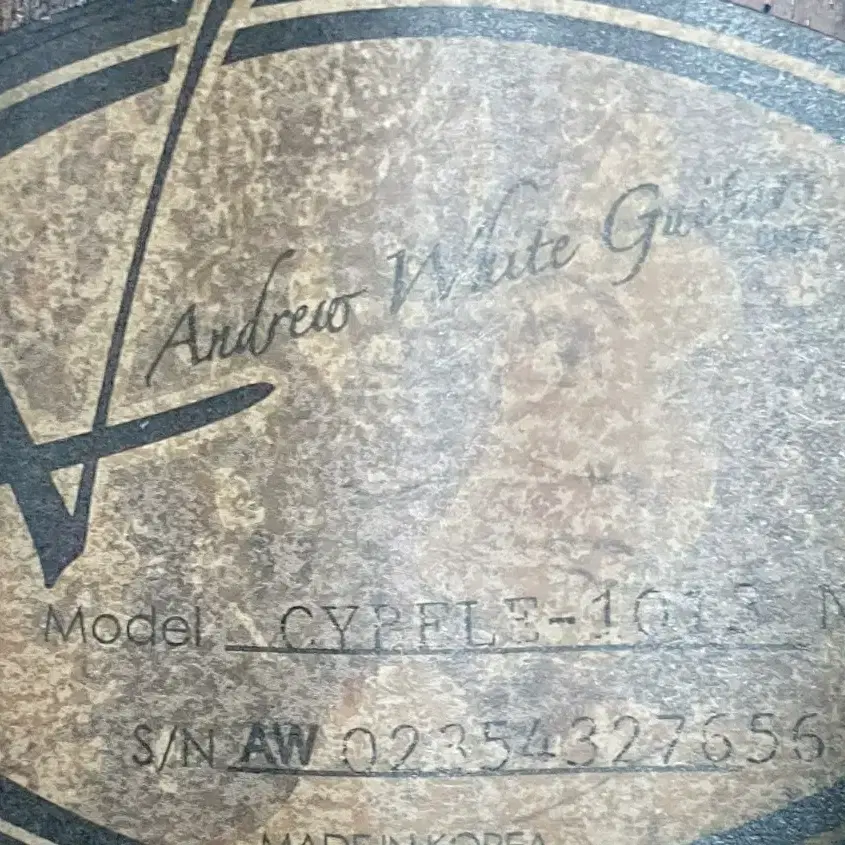 Andrew White Guitars
Model CYPFLE-1013 N
S/N AW 02354327656
MADE IN KOREA